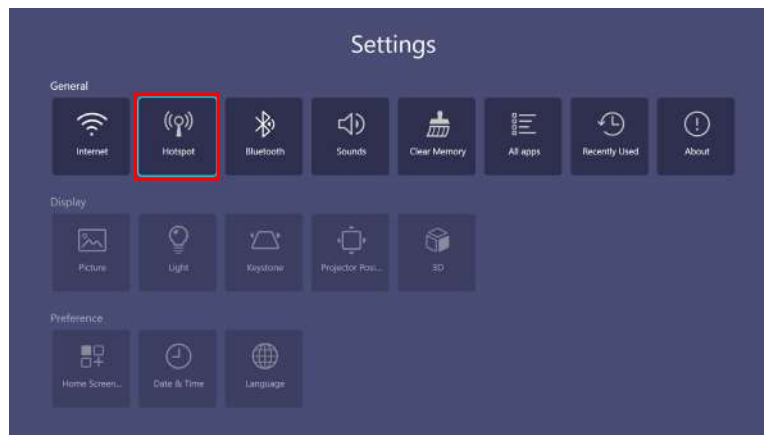 Settings
General
Internet Hotspot Bluetooth Sounds Clear Memory All apps Recently Used About
Display
Picture Light Keystone Projector Posi... 3D
Preference
Home Screen... Date & Time Language